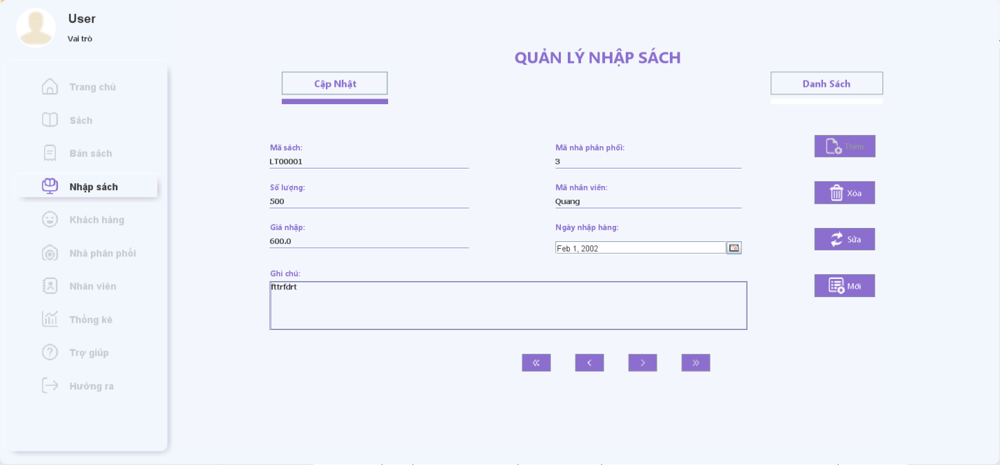 User
Vai trò
Trang chủ
Sách
Bán sách
Nhập sách
Khách hàng
Nhà phân phối
Nhân viên
Thống kê
Trợ giúp
Hướng ra
QUẢN LÝ NHẬP SÁCH
Cập Nhật
Danh Sách
Mã sách:
LT00001
Mã nhà phân phối:
3
Số lượng:
500
Mã nhân viên:
Quang
Giá nhập:
600.0
Ngày nhập hàng:
Feb 1, 2002
Ghi chú:
fttrfdrt
Thêm
Xóa
Sửa
Mới